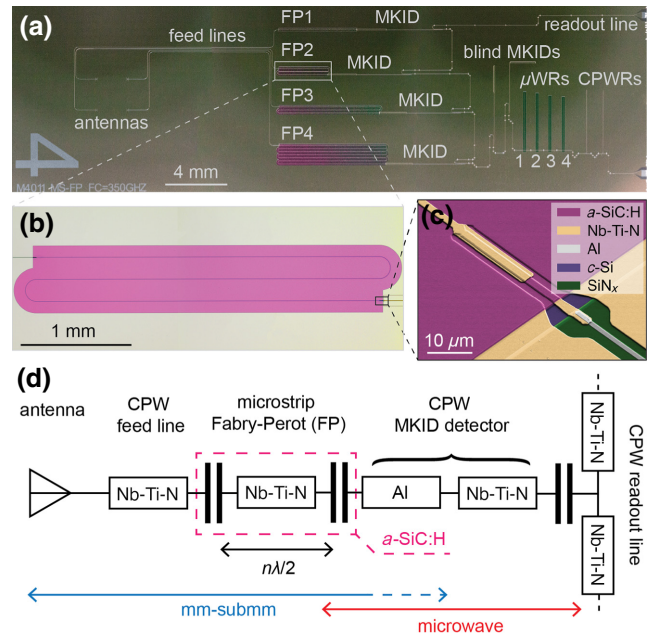 (a)
feed lines
FP1
MKID
readout line
FP2
MKID
blind MKIDs
FP3
MKID
µWRs
CPWRs
antennas
FP4
MKID
4
4 mm
1 2 3 4
M401J-MS-FP FC=350GHZ
(b)
1 mm
(c)
a-SiC:H
Nb-Ti-N
Al
c-Si
SiNx
10 µm
(d)
antenna
CPW
feed line
microstrip
Fabry-Perot (FP)
CPW
MKID detector
Nb-Ti-N
Nb-Ti-N
Al
Nb-Ti-N
Nb-Ti-N
Nb-Ti-N
CPW readout line
a-SiC:H
nλ/2
mm-submm
microwave